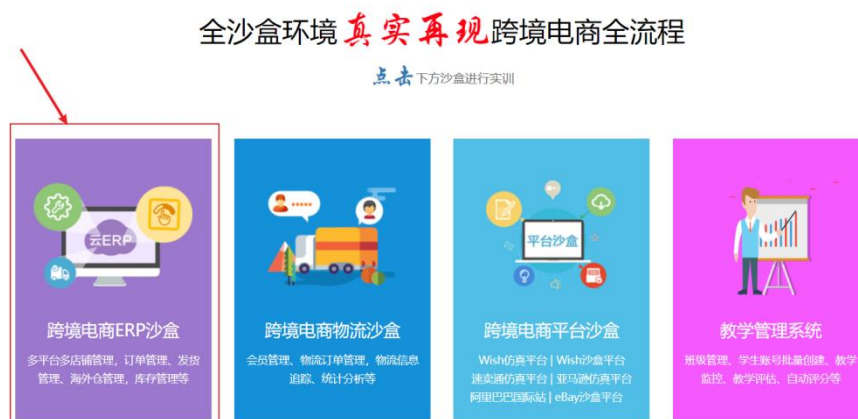 全沙盒环境真实再现跨境电商全流程
点击下方沙盒进行实训
云ERP
平台沙盒
跨境电商ERP沙盒
多平台多店铺管理，订单管理、发货
管理、海外仓管理，库存管理等
跨境电商物流沙盒
会员管理、物流订单管理，物流信息
追踪、统计分析等
跨境电商平台沙盒
Wish仿真平台 | Wish沙盒平台
速卖通仿真平台 | 亚马逊仿真平台
阿里巴巴国际站 | eBay沙盒平台
教学管理系统
班级管理、学生账号批量创建、教学
监控、教学评估、自动评分等